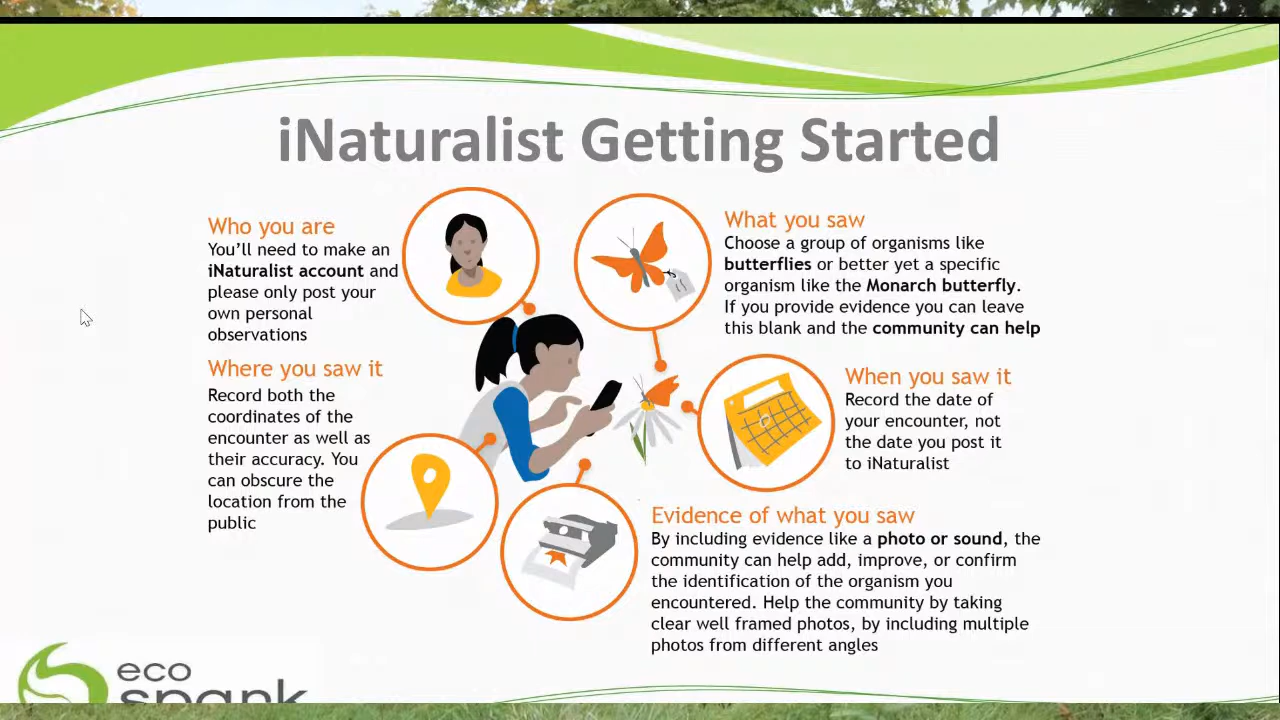 iNaturalist Getting Started
Who you are
You'll need to make an
iNaturalist account and
please only post your
own personal
observations
Where you saw it
Record both the
coordinates of the
encounter as well as
their accuracy. You
can obscure the
location from the
public
What you saw
Choose a group of organisms like
butterflies or better yet a specific
organism like the Monarch butterfly.
If you provide evidence you can leave
this blank and the community can help
When you saw it
Record the date of
your encounter, not
the date you post it
to iNaturalist
Evidence of what you saw
By including evidence like a photo or sound, the
community can help add, improve, or confirm
the identification of the organism you
encountered. Help the community by taking
clear well framed photos, by including multiple
photos from different angles
eco